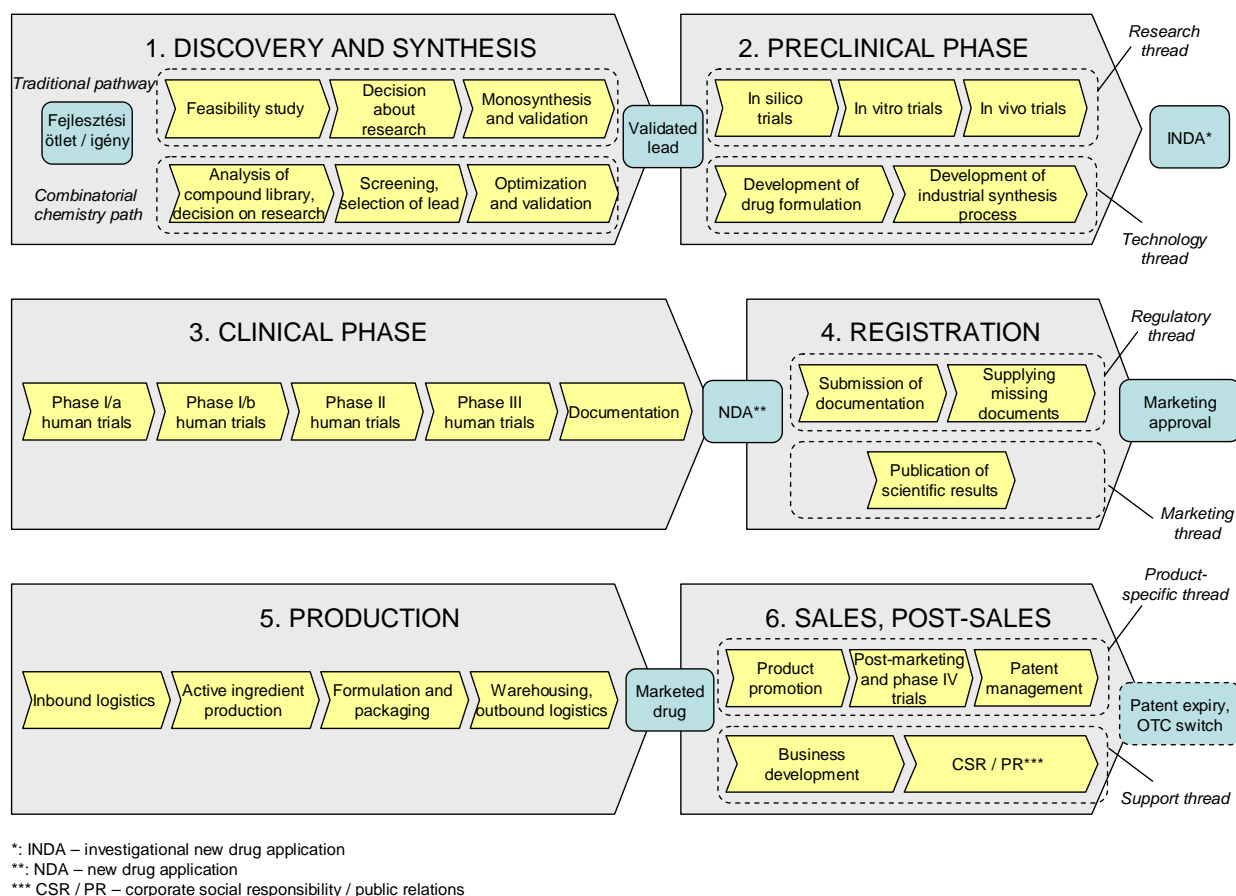 1. DISCOVERY AND SYNTHESIS
Traditional pathway
Fejlesztési
ötlet / igény
Combinatorial
chemistry path
Feasibility study
Decision
about
research
Monosynthesis
and validation
Analysis of
compound library,
decision on research
Screening,
selection of lead
Optimization
and validation
Validated
lead
2. PRECLINICAL PHASE
Research
thread
In silico
trials
In vitro trials
In vivo trials
Development of
drug formulation
Development of
industrial synthesis
process
Technology
thread
INDA*
3. CLINICAL PHASE
Phase I/a
human trials
Phase I/b
human trials
Phase II
human trials
Phase III
human trials
Documentation
NDA**
4. REGISTRATION
Regulatory
thread
Submission of
documentation
Supplying
missing
documents
Publication of
scientific results
Marketing
thread
Marketing
approval
5. PRODUCTION
Inbound logistics
Active ingredient
production
Formulation and
packaging
Warehousing,
outbound logistics
Marketed
drug
6. SALES, POST-SALES
Product-
specific thread
Product
promotion
Post-marketing
and phase IV
trials
Patent
management
Business
development
CSR / PR***
Support thread
Patent expiry,
OTC switch
*: INDA – investigational new drug application
**: NDA – new drug application
*** CSR / PR – corporate social responsibility / public relations